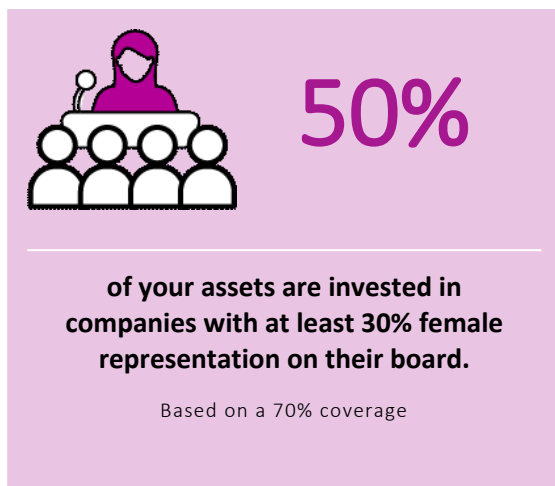 50%
of your assets are invested in
companies with at least 30% female
representation on their board.
Based on a 70% coverage